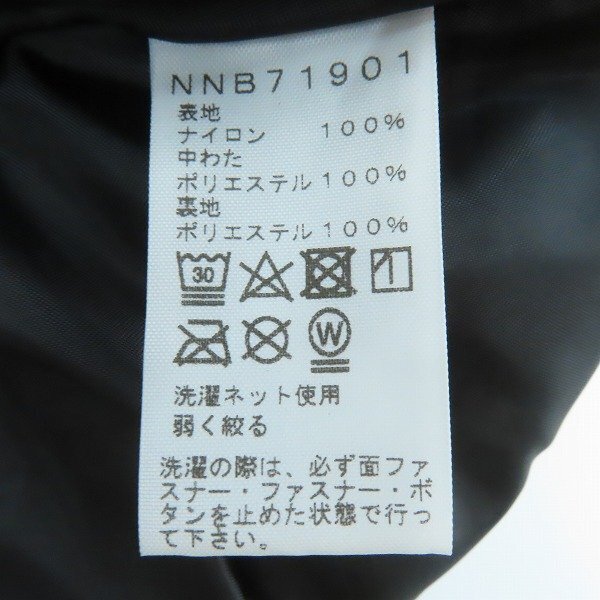 NNB71901
表地
ナイロン 100%
中わた
ポリエステル100%
裏地
ポリエステル100%
30
W
洗濯ネット使用
弱く絞る
洗濯の際は、必ず面ファ
スナー・ファスナー・ボ
タンを止めた状態で行っ
て下さい。